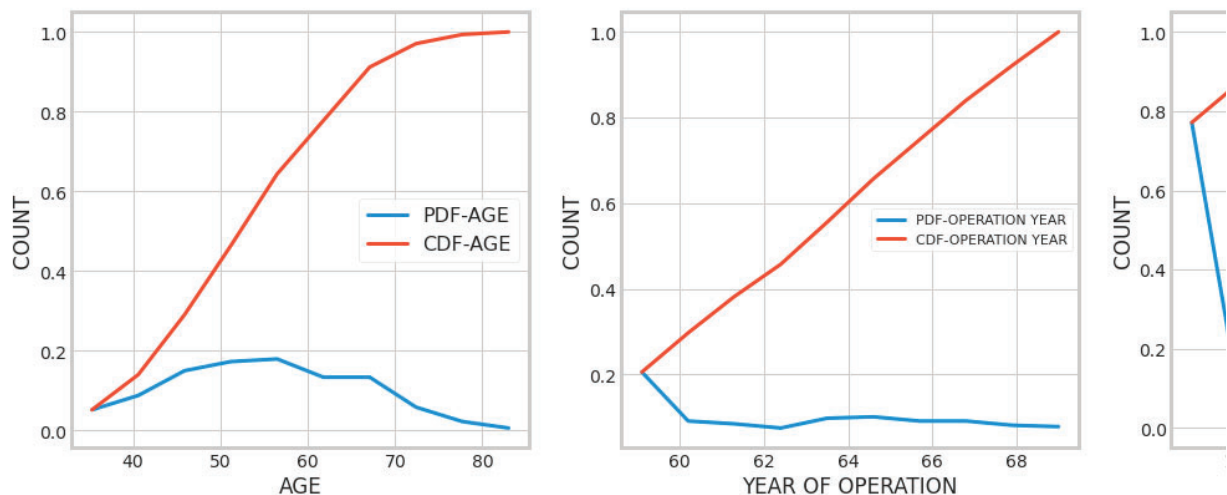 1.0
0.8
0.6
0.4
0.2
0.0
COUNT
PDF-AGE
CDF-AGE
40 50 60 70 80
AGE
1.0
0.8
0.6
0.4
0.2
COUNT
PDF-OPERATION YEAR
CDF-OPERATION YEAR
60 62 64 66 68
YEAR OF OPERATION
1.0
0.8
0.6
0.4
0.2
0.0
COUNT